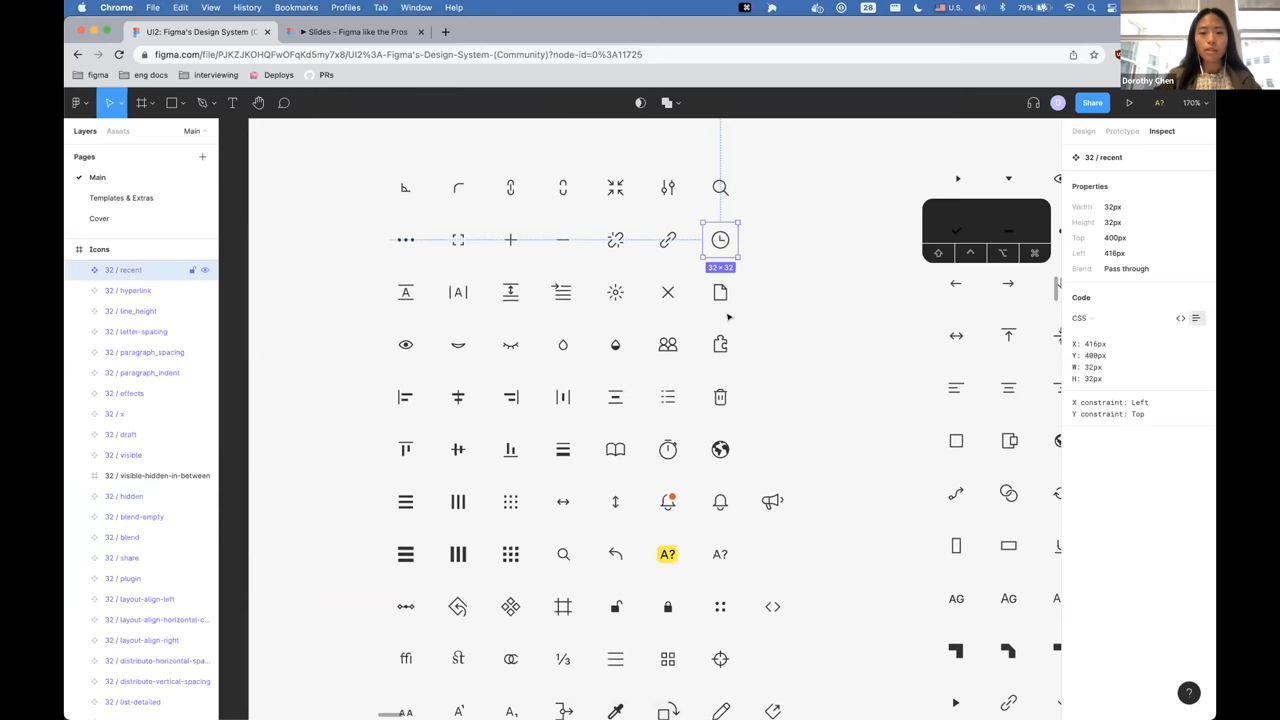 Chrome File Edit View History Bookmarks Profiles Tab Window Help
28 U.S. 79%
UI2: Figma's Design System (C
Slides - Figma like the Pros
figma.com/file/PJKZJKOHQFwOFqKd5my7x8/UI2%3A-Figma's-Design-System-(Community)?node-id=0%3A11725
figma eng docs interviewing Deploys PRs
Dorothy Chen
D Share A? 170%
Layers Assets Main
Design Prototype Inspect
Pages
32 / recent
Main
Templates & Extras
Cover
Properties
Width 32px
Height 32px
Top 400px
Left 416px
Blend Pass through
Icons
32 / recent
32 / hyperlink
32 / line_height
32 / letter-spacing
32 / paragraph_spacing
32 / paragraph_indent
32 / effects
32 / x
32 / draft
32 / visible
32 / visible-hidden-in-between
32 / hidden
32 / blend-empty
32 / blend
32 / share
32 / plugin
32 / layout-align-left
32 / layout-align-horizontal-c...
32 / layout-align-right
32 / distribute-horizontal-spa...
32 / distribute-vertical-spacing
32 / list-detailed
32 × 32
A |A|
A? A?
ffi st 1/3
AA A A
AG AG
Code
CSS
X: 416px
Y: 400px
W: 32px
H: 32px
X constraint: Left
Y constraint: Top
?